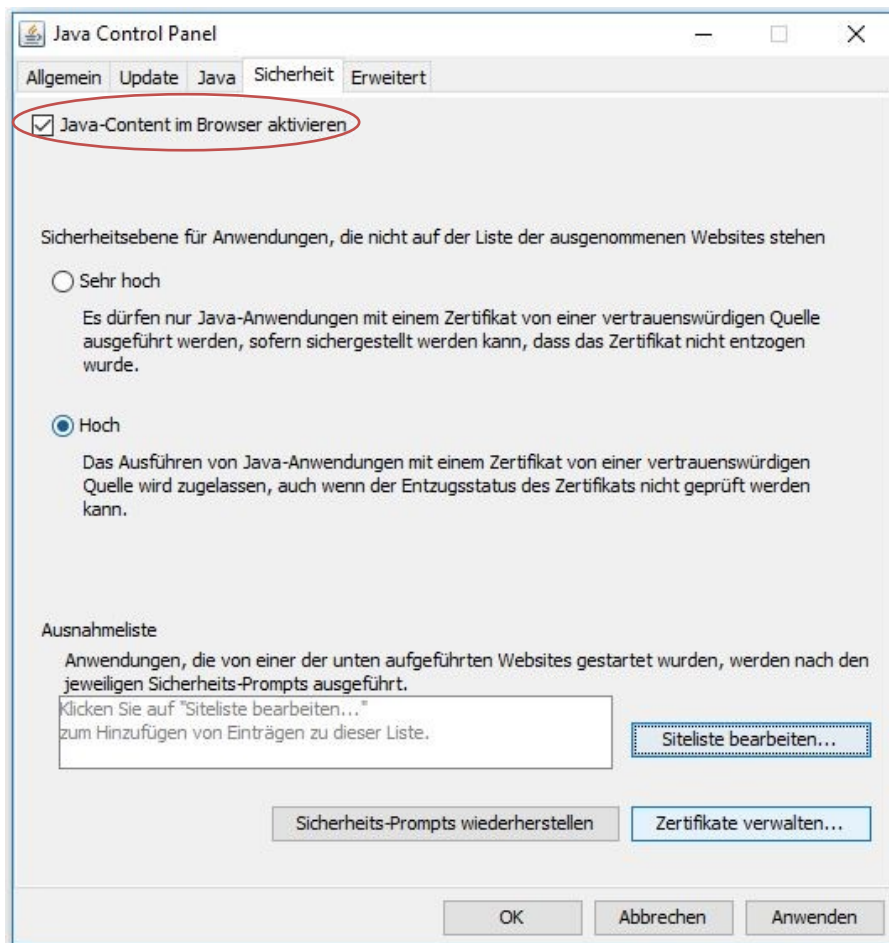 Java Control Panel
Allgemein Update Java Sicherheit Erweitert
Java-Content im Browser aktivieren
Sicherheitsebene für Anwendungen, die nicht auf der Liste der ausgenommenen Websites stehen
Sehr hoch
Es dürfen nur Java-Anwendungen mit einem Zertifikat von einer vertrauenswürdigen Quelle
ausgeführt werden, sofern sichergestellt werden kann, dass das Zertifikat nicht entzogen
wurde.
Hoch
Das Ausführen von Java-Anwendungen mit einem Zertifikat von einer vertrauenswürdigen
Quelle wird zugelassen, auch wenn der Entzugsstatus des Zertifikats nicht geprüft werden
kann.
Ausnahmeliste
Anwendungen, die von einer der unten aufgeführten Websites gestartet wurden, werden nach den
jeweiligen Sicherheits-Prompts ausgeführt.
Klicken Sie auf "Siteliste bearbeiten..."
zum Hinzufügen von Einträgen zu dieser Liste.
Siteliste bearbeiten...
Sicherheits-Prompts wiederherstellen Zertifikate verwalten...
OK Abbrechen Anwenden